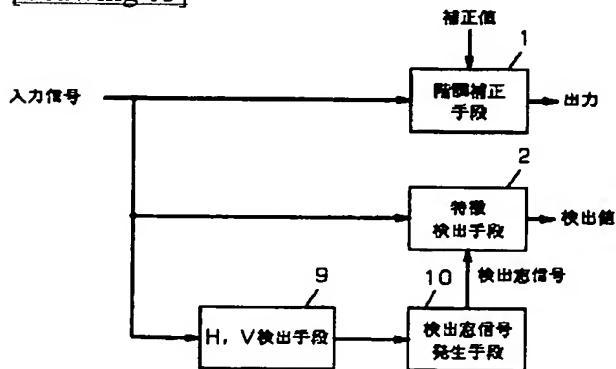 補正値
1
入力信号
階調補正
手段
出力
2
特徴
検出手段
検出値
検出窓信号
9
10
H, V検出手段
検出窓信号
発生手段